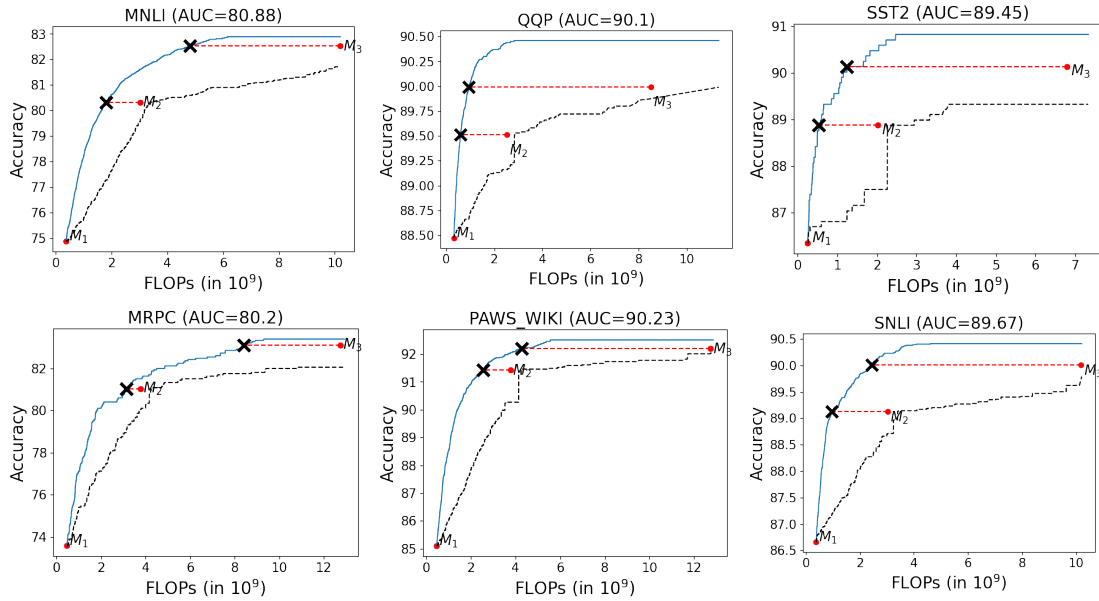 MNLI (AUC=80.88)
Accuracy
83
82
81
80
79
78
77
76
75
M1
M2
M3
0 2 4 6 8 10
FLOPs (in 10^9)
QQP (AUC=90.1)
Accuracy
90.50
90.25
90.00
89.75
89.50
89.25
89.00
88.75
88.50
M1
M2
M3
0 2 4 6 8 10
FLOPs (in 10^9)
SST2 (AUC=89.45)
Accuracy
91
90
89
88
87
M1
M2
M3
0 1 2 3 4 5 6 7
FLOPs (in 10^9)
MRPC (AUC=80.2)
Accuracy
82
80
78
76
74
M1
M2
M3
0 2 4 6 8 10 12
FLOPs (in 10^9)
PAWS_WIKI (AUC=90.23)
Accuracy
92
91
90
89
88
87
86
85
M1
M2
M3
0 2 4 6 8 10 12
FLOPs (in 10^9)
SNLI (AUC=89.67)
Accuracy
90.5
90.0
89.5
89.0
88.5
88.0
87.5
87.0
86.5
M1
M2
M3
0 2 4 6 8 10
FLOPs (in 10^9)